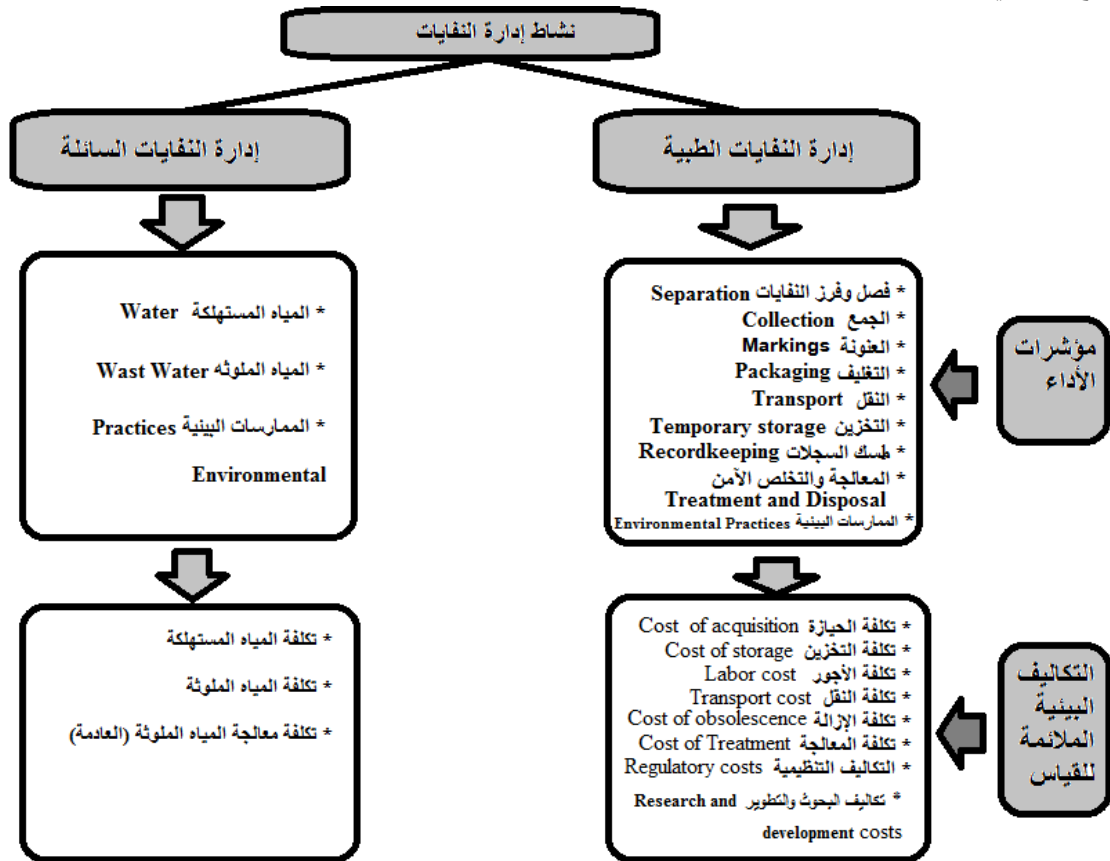 نشاط إدارة النفايات
إدارة النفايات الطبية
إدارة النفايات السائلة
مؤشرات
الأداء
* فصل وفرز النفايات Separation
* الجمع Collection
* العنونة Markings
* التغليف Packaging
* النقل Transport
* التخزين Temporary storage
* مسك السجلات Recordkeeping
* المعالجة والتخلص الآمن
Treatment and Disposal
* الممارسات البيئية Environmental Practices
* المياه المستهلكة Water
* المياه الملوثه Wast Water
* الممارسات البيئية Practices
Environmental
التكاليف
البيئية
الملائمة
للقياس
* تكلفة الحيازة Cost of acquisition
* تكلفة التخزين Cost of storage
* تكلفة الأجور Labor cost
* تكلفة النقل Transport cost
* تكلفة الإزالة Cost of obsolescence
* تكلفة المعالجة Cost of Treatment
* التكاليف التنظيمية Regulatory costs
* تكاليف البحوث والتطوير Research and
development costs
* تكلفة المياه المستهلكة
* تكلفة المياه الملوثة
* تكلفة معالجة المياه الملوثة (العادمة)